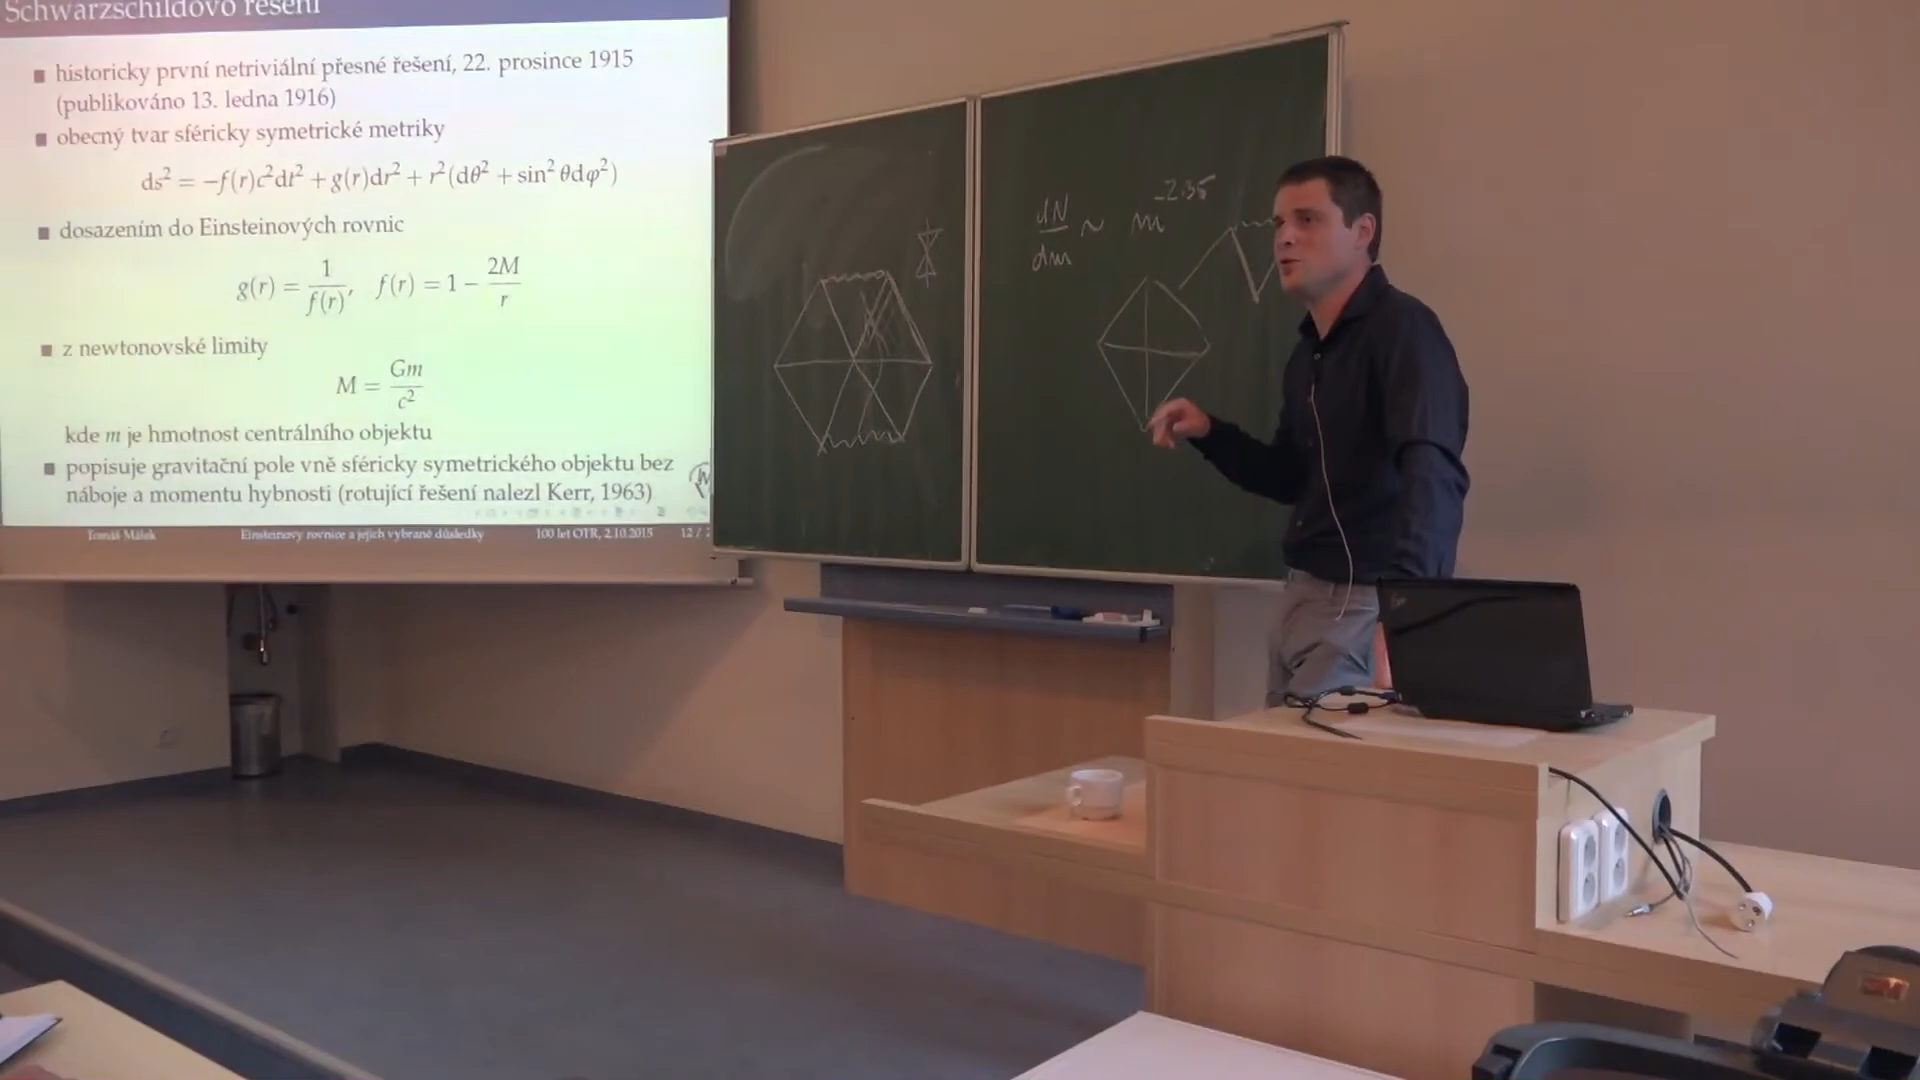 Schwarzschildovo řešení
historicky první netriviální přesné řešení, 22. prosince 1915
(publikováno 13. ledna 1916)
obecný tvar sféricky symetrické metriky
ds² = −f(r)c²dt² + g(r)dr² + r²(dθ² + sin² θdφ²)
dosazením do Einsteinových rovnic
g(r) = 1/f(r), f(r) = 1 − 2M/r
z newtonovské limity
M = Gm/c²
kde m je hmotnost centrálního objektu
popisuje gravitační pole vně sféricky symetrického objektu bez
náboje a momentu hybnosti (rotující řešení nalezl Kerr, 1963)
Tomáš Málek Einsteinovy rovnice a jejich vybrané důsledky 100 let OTR, 2.10.2015 12 /
dN/dm ~ m^-2.35